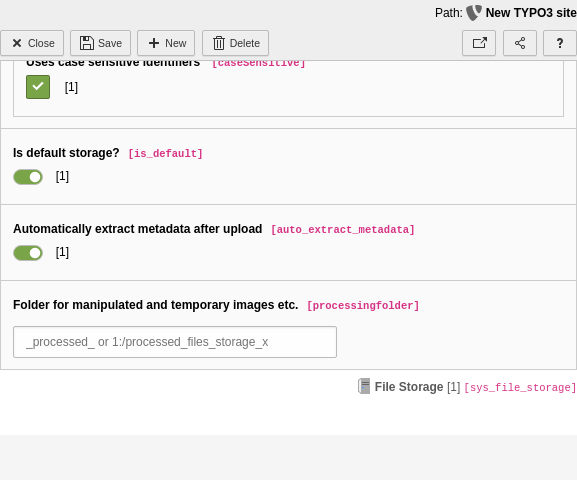 Path: New TYPO3 site
Close Save New Delete ?
Uses case sensitive identifiers [caseSensitive]
[1]
Is default storage? [is_default]
[1]
Automatically extract metadata after upload [auto_extract_metadata]
[1]
Folder for manipulated and temporary images etc. [processingfolder]
_processed_ or 1:/processed_files_storage_x
File Storage [1] [sys_file_storage]